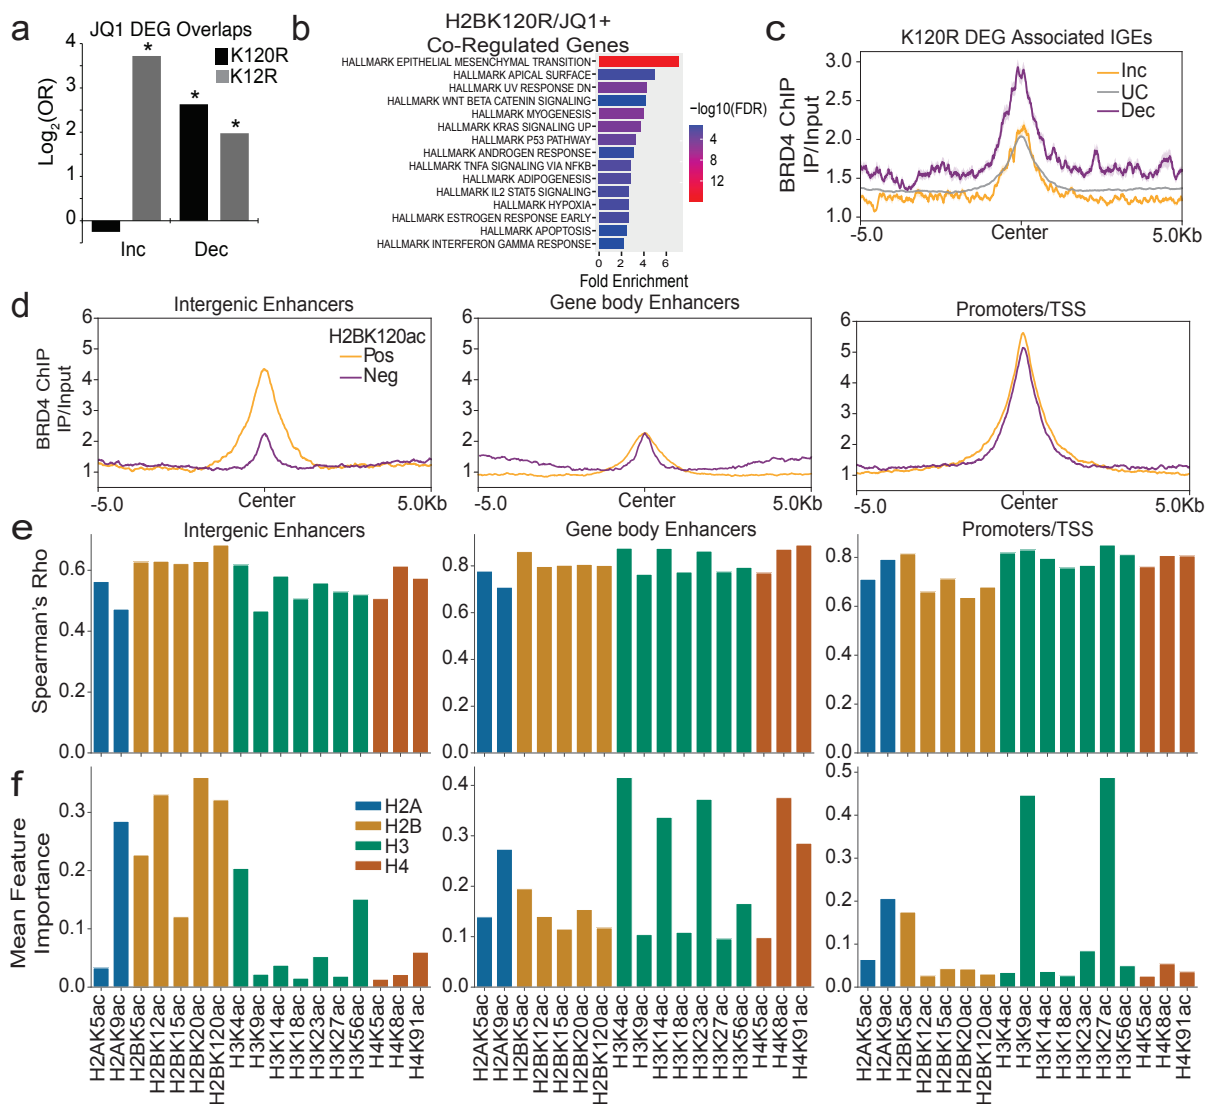 a
JQ1 DEG Overlaps
Log2(OR)
4
3
2
1
0
*
*
*
K120R
K12R
Inc
Dec
b
H2BK120R/JQ1+
Co-Regulated Genes
HALLMARK EPITHELIAL MESENCHYMAL TRANSITION
HALLMARK APICAL SURFACE
HALLMARK UV RESPONSE DN
HALLMARK WNT BETA CATENIN SIGNALING
HALLMARK MYOGENESIS
HALLMARK KRAS SIGNALING UP
HALLMARK P53 PATHWAY
HALLMARK ANDROGEN RESPONSE
HALLMARK TNFA SIGNALING VIA NFKB
HALLMARK ADIPOGENESIS
HALLMARK IL2 STAT5 SIGNALING
HALLMARK HYPOXIA
HALLMARK ESTROGEN RESPONSE EARLY
HALLMARK APOPTOSIS
HALLMARK INTERFERON GAMMA RESPONSE
0 2 4 6
Fold Enrichment
−log10(FDR)
4
8
12
c
K120R DEG Associated IGEs
BRD4 ChIP
IP/Input
3.0
2.5
2.0
1.5
1.0
Inc
UC
Dec
-5.0 Center 5.0Kb
d
Intergenic Enhancers
BRD4 ChIP
IP/Input
6
5
4
3
2
1
H2BK120ac
Pos
Neg
-5.0 Center 5.0Kb
Gene body Enhancers
6
5
4
3
2
1
-5.0 Center 5.0Kb
Promoters/TSS
6
5
4
3
2
1
-5.0 Center 5.0Kb
e
Intergenic Enhancers
Spearman's Rho
0.6
0.4
0.2
0.0
Gene body Enhancers
0.8
0.6
0.4
0.2
0.0
Promoters/TSS
0.8
0.6
0.4
0.2
0.0
f
Mean Feature
Importance
0.3
0.2
0.1
0.0
H2A
H2B
H3
H4
H2AK5ac
H2AK9ac
H2BK5ac
H2BK12ac
H2BK15ac
H2BK20ac
H2BK120ac
H3K4ac
H3K9ac
H3K14ac
H3K18ac
H3K23ac
H3K27ac
H3K56ac
H4K5ac
H4K8ac
H4K91ac
0.4
0.3
0.2
0.1
0.0
H2AK5ac
H2AK9ac
H2BK5ac
H2BK12ac
H2BK15ac
H2BK20ac
H2BK120ac
H3K4ac
H3K9ac
H3K14ac
H3K18ac
H3K23ac
H3K27ac
H3K56ac
H4K5ac
H4K8ac
H4K91ac
0.5
0.4
0.3
0.2
0.1
0.0
H2AK5ac
H2AK9ac
H2BK5ac
H2BK12ac
H2BK15ac
H2BK20ac
H2BK120ac
H3K4ac
H3K9ac
H3K14ac
H3K18ac
H3K23ac
H3K27ac
H3K56ac
H4K5ac
H4K8ac
H4K91ac